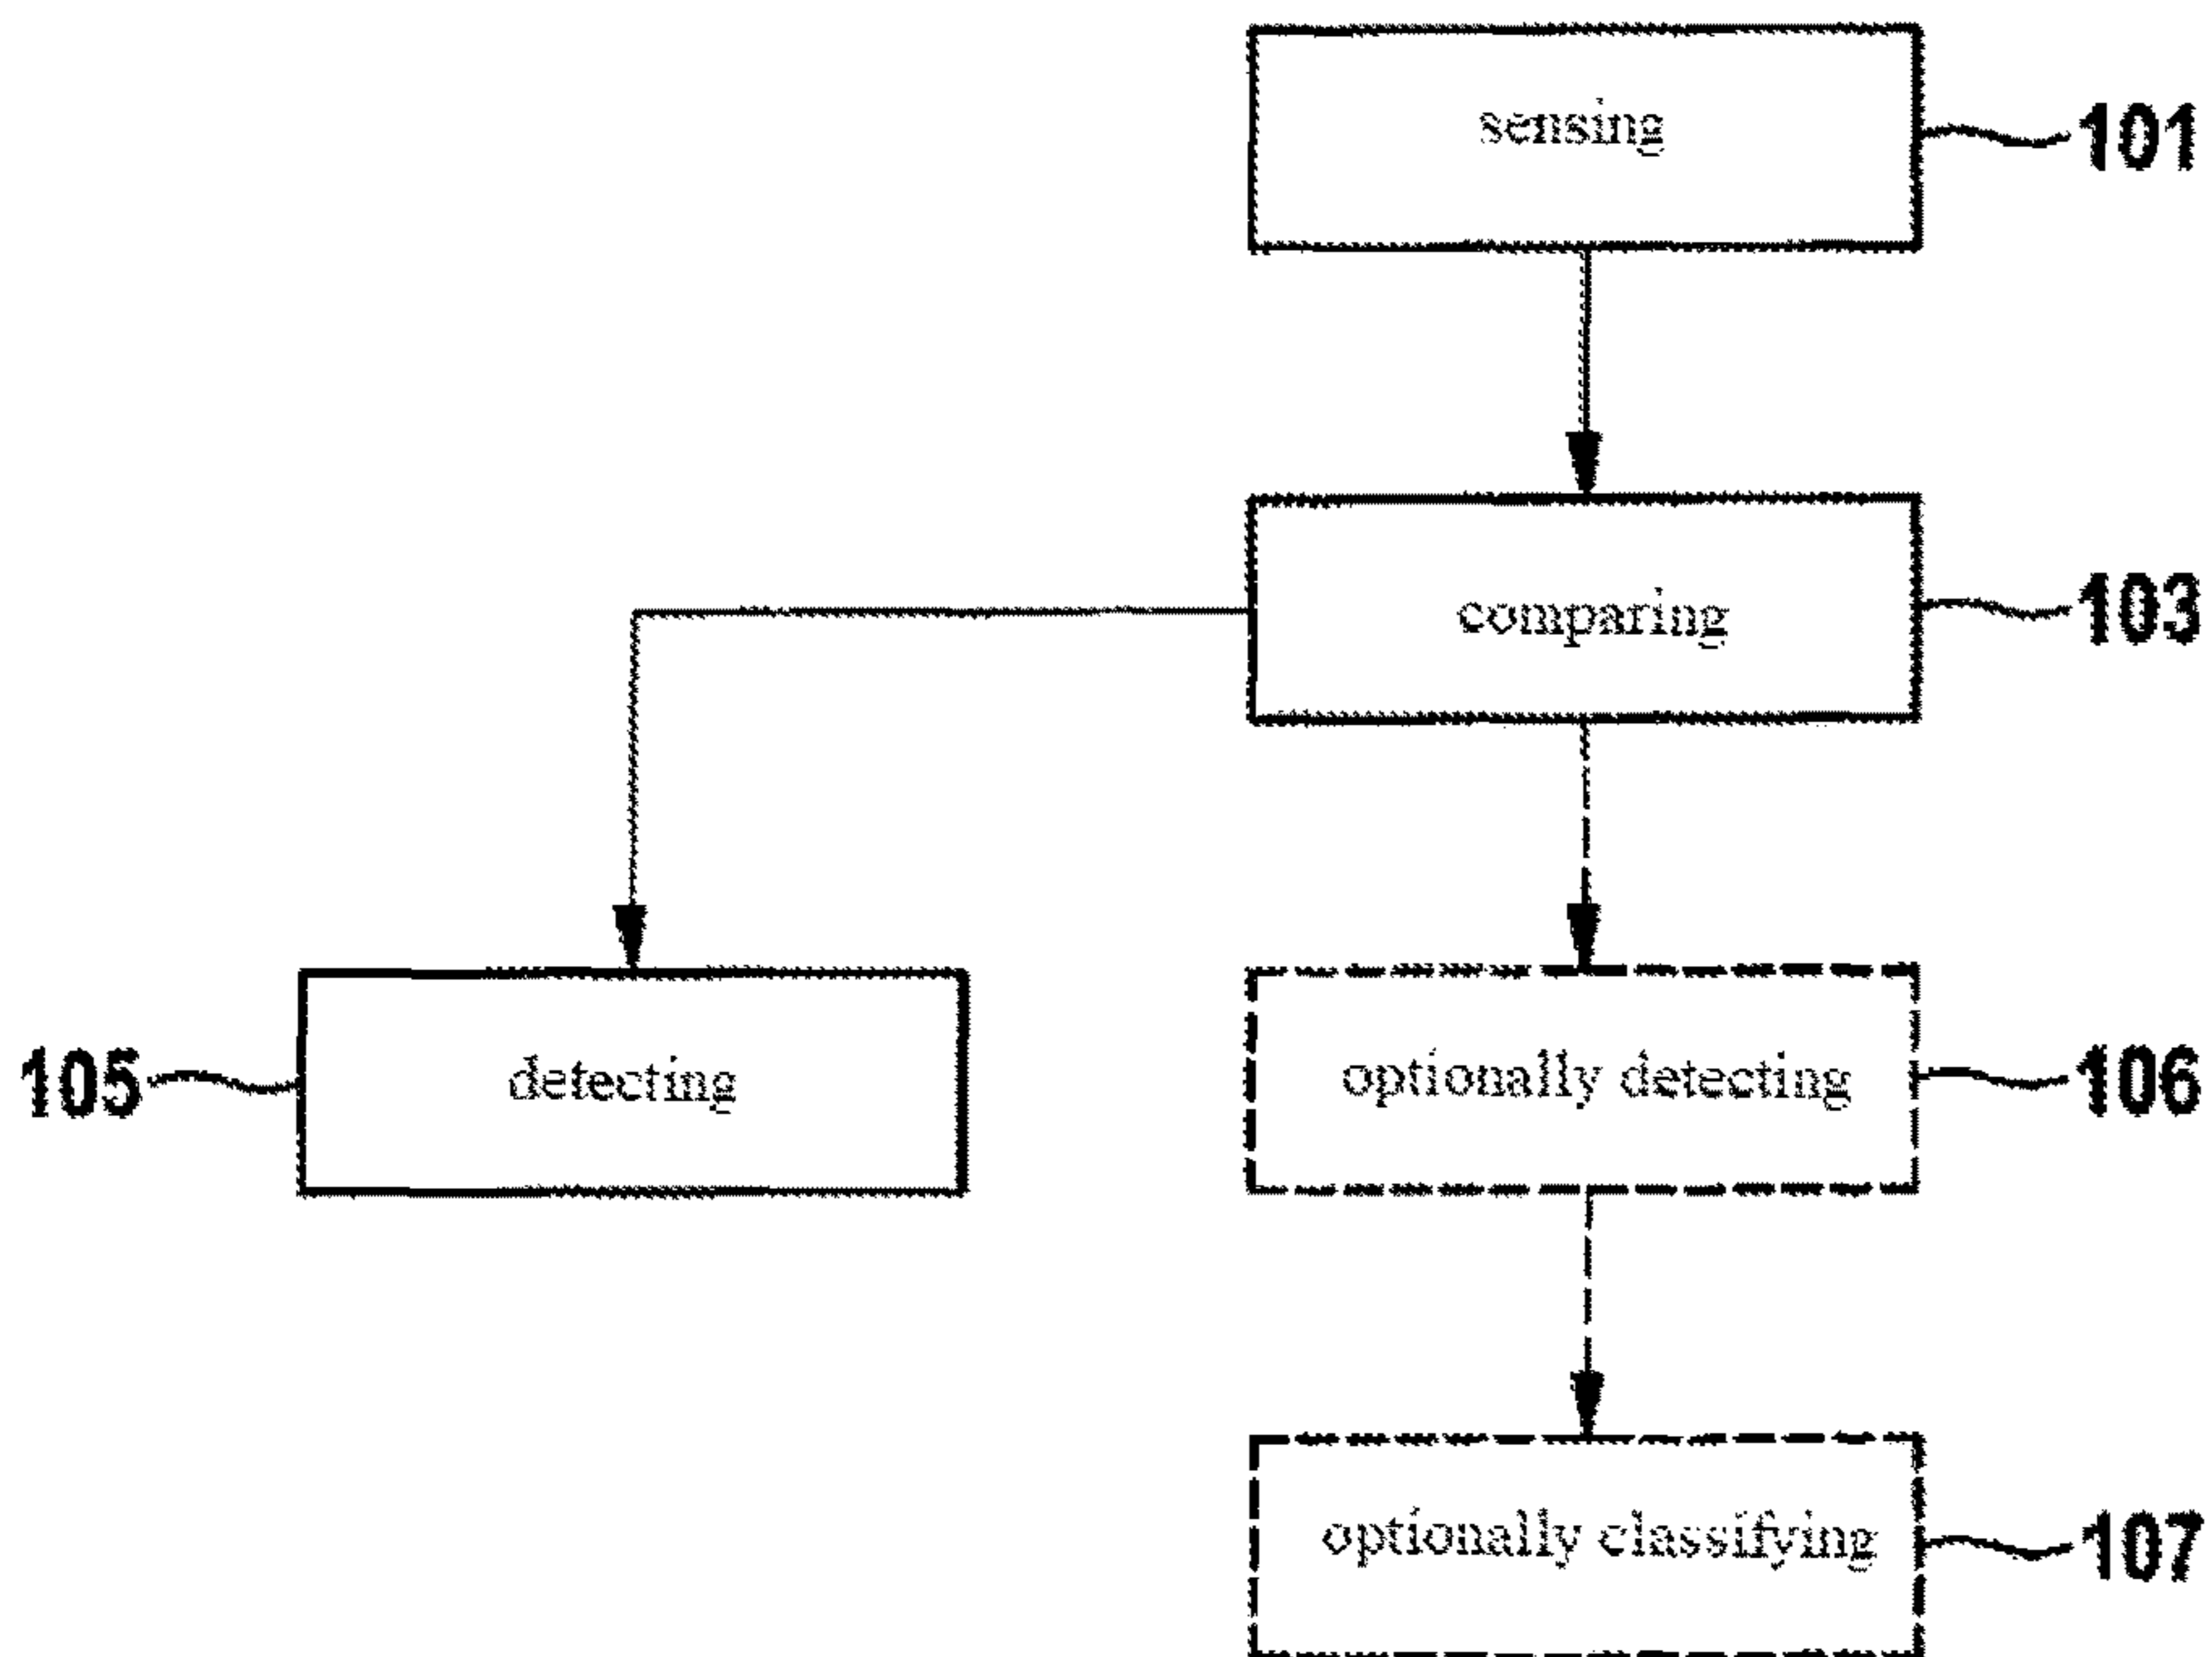 sensing
101
comparing
103
105
detecting
optionally detecting
106
optionally classifying
107